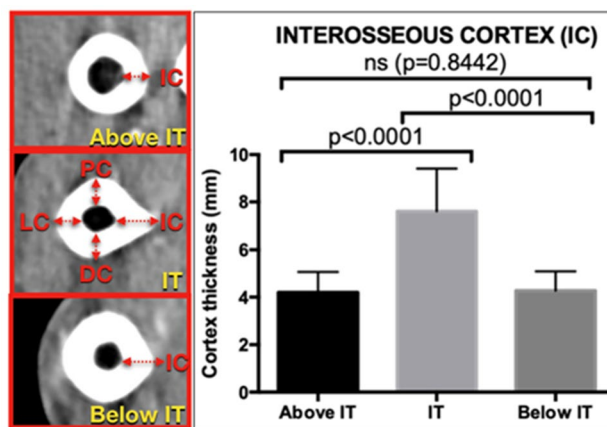 IC
Above IT
PC
LC
IC
DC
IT
IC
Below IT
INTEROSSEOUS CORTEX (IC)
ns (p=0.8442)
p<0.0001
p<0.0001
Cortex thickness (mm)
10
8
6
4
2
0
Above IT
IT
Below IT